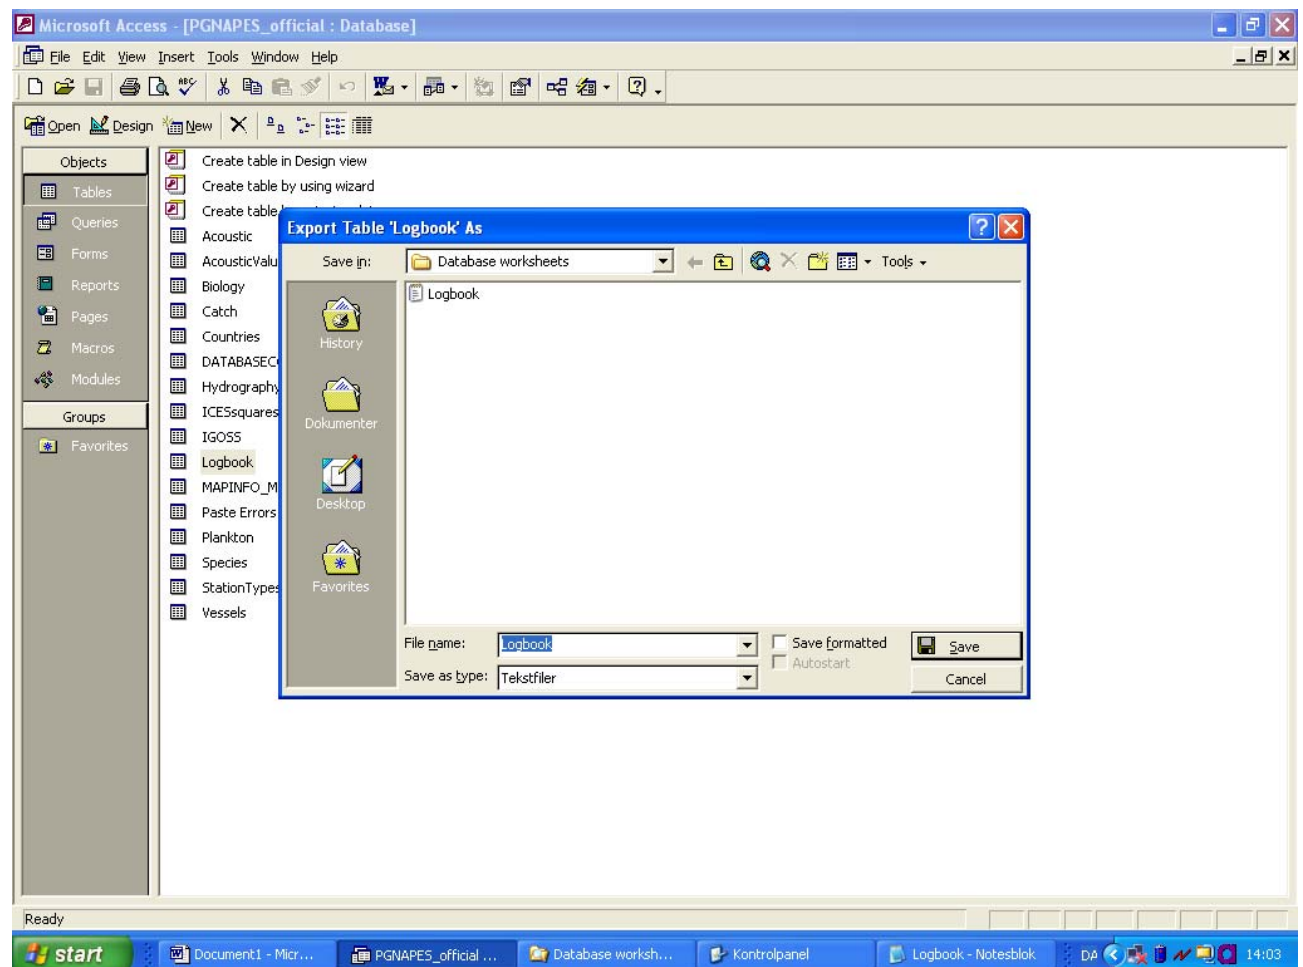 Microsoft Access - [PGNAPES_official : Database]
File Edit View Insert Tools Window Help
Open Design New
Objects
Tables
Queries
Forms
Reports
Pages
Macros
Modules
Groups
Favorites
Create table in Design view
Create table by using wizard
Create table
Acoustic
AcousticValu
Biology
Catch
Countries
DATABASEC
Hydrography
ICESsquares
IGOSS
Logbook
MAPINFO_M
Paste Errors
Plankton
Species
StationTypes
Vessels
Export Table 'Logbook' As
Save in: Database worksheets Tools
History
Dokumenter
Desktop
Favorites
Logbook
File name: Logbook Save formatted Save
Autostart
Save as type: Tekstfiler Cancel
Ready
start Document1 - Micr... PGNAPES_official ... Database worksh... Kontrolpanel Logbook - Notesblok DA 14:03